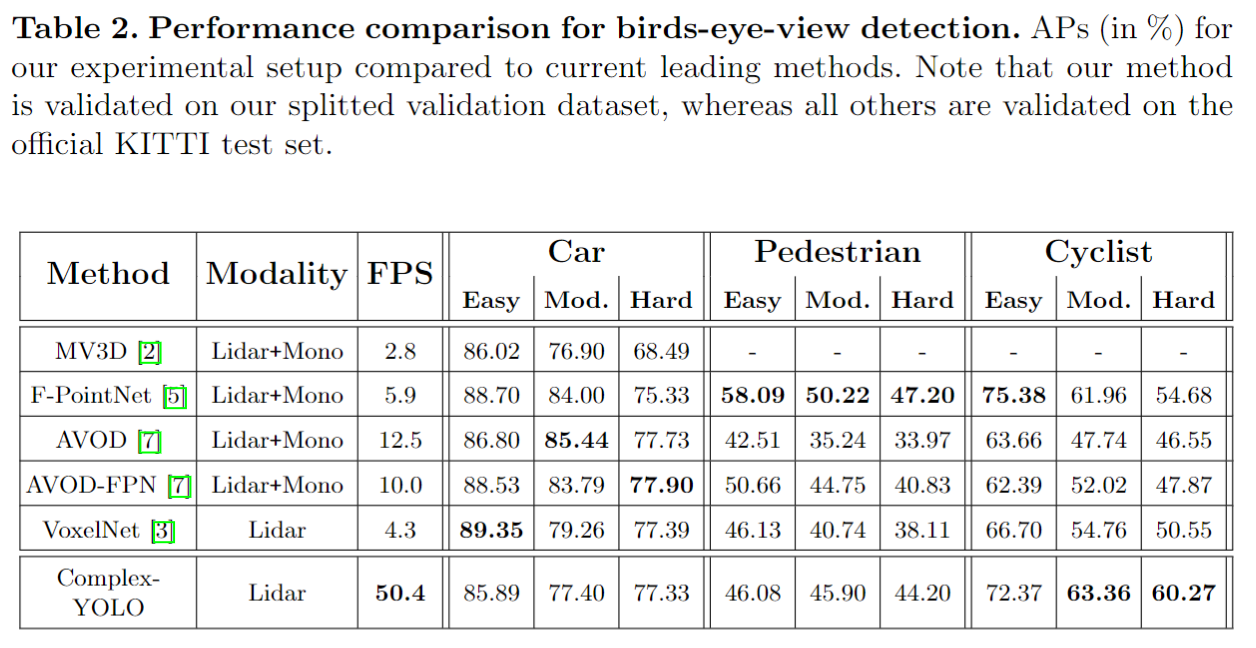 Table 2. Performance comparison for birds-eye-view detection. APs (in %) for
our experimental setup compared to current leading methods. Note that our method
is validated on our splitted validation dataset, whereas all others are validated on the
official KITTI test set.
Method Modality FPS Car Pedestrian Cyclist
Easy Mod. Hard Easy Mod. Hard Easy Mod. Hard
MV3D [2] Lidar+Mono 2.8 86.02 76.90 68.49 - - - - - -
F-PointNet [5] Lidar+Mono 5.9 88.70 84.00 75.33 58.09 50.22 47.20 75.38 61.96 54.68
AVOD [7] Lidar+Mono 12.5 86.80 85.44 77.73 42.51 35.24 33.97 63.66 47.74 46.55
AVOD-FPN [7] Lidar+Mono 10.0 88.53 83.79 77.90 50.66 44.75 40.83 62.39 52.02 47.87
VoxelNet [3] Lidar 4.3 89.35 79.26 77.39 46.13 40.74 38.11 66.70 54.76 50.55
Complex-
YOLO Lidar 50.4 85.89 77.40 77.33 46.08 45.90 44.20 72.37 63.36 60.27